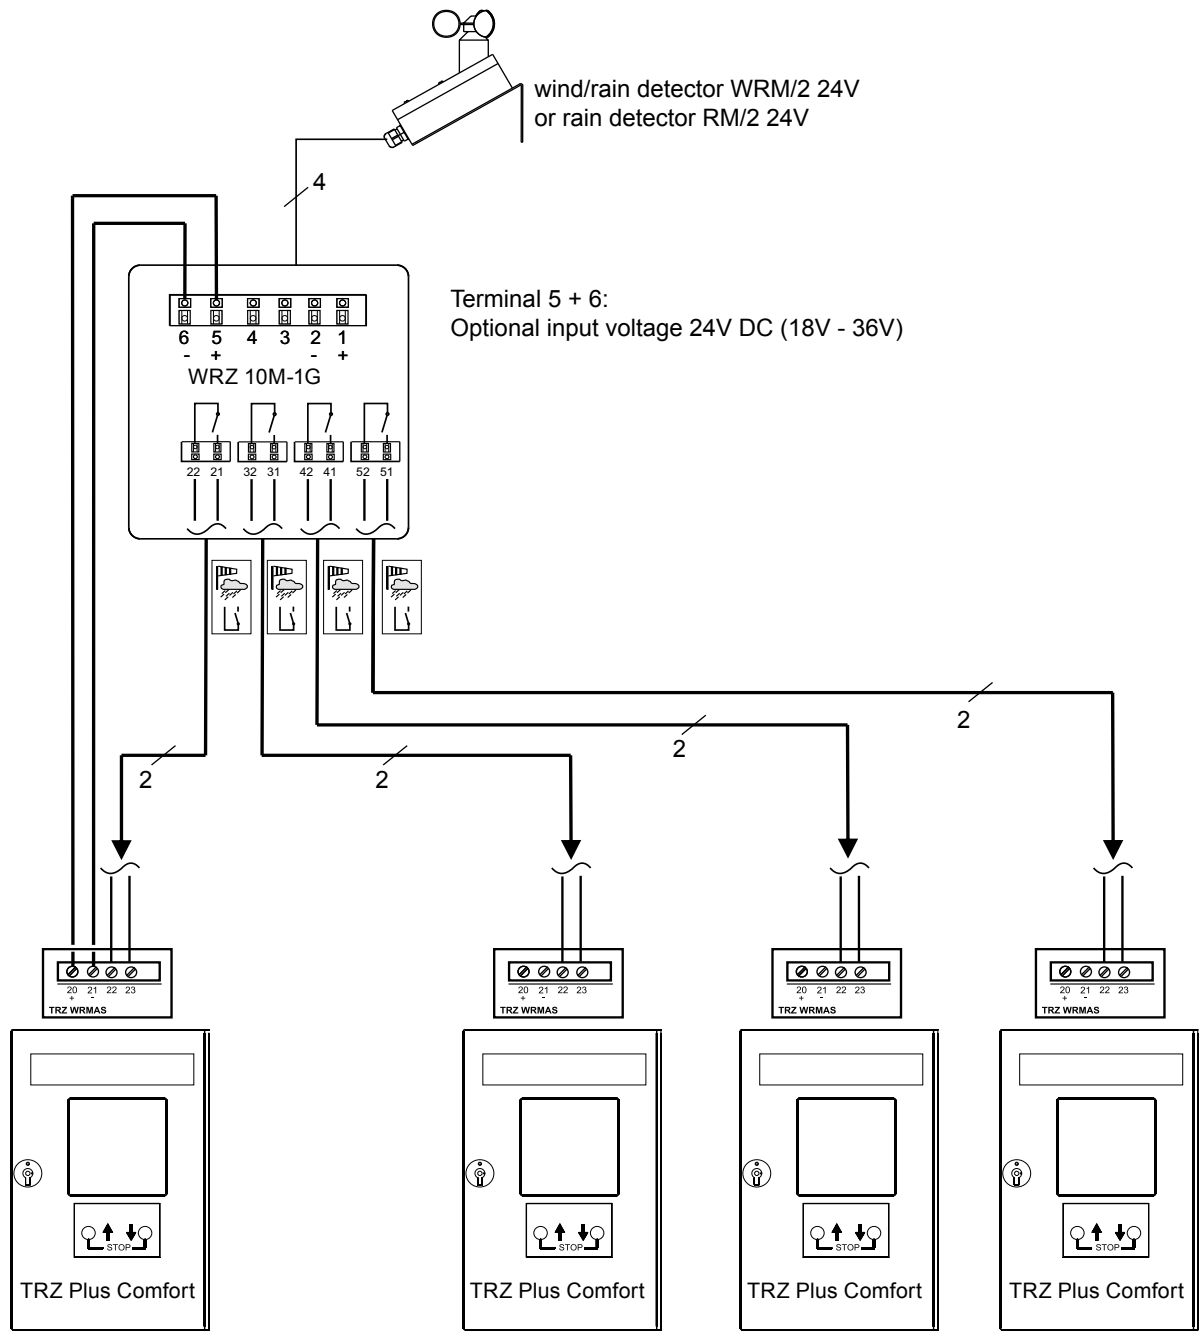 wind/rain detector WRM/2 24V
or rain detector RM/2 24V
4
Terminal 5 + 6:
Optional input voltage 24V DC (18V - 36V)
6 5 4 3 2 1
- + - +
WRZ 10M-1G
22 21 32 31 42 41 52 51
2 2 2 2
20 21 22 23
+ -
TRZ WRMAS
20 21 22 23
+ -
TRZ WRMAS
20 21 22 23
+ -
TRZ WRMAS
20 21 22 23
+ -
TRZ WRMAS
STOP
STOP
STOP
STOP
TRZ Plus Comfort
TRZ Plus Comfort
TRZ Plus Comfort
TRZ Plus Comfort